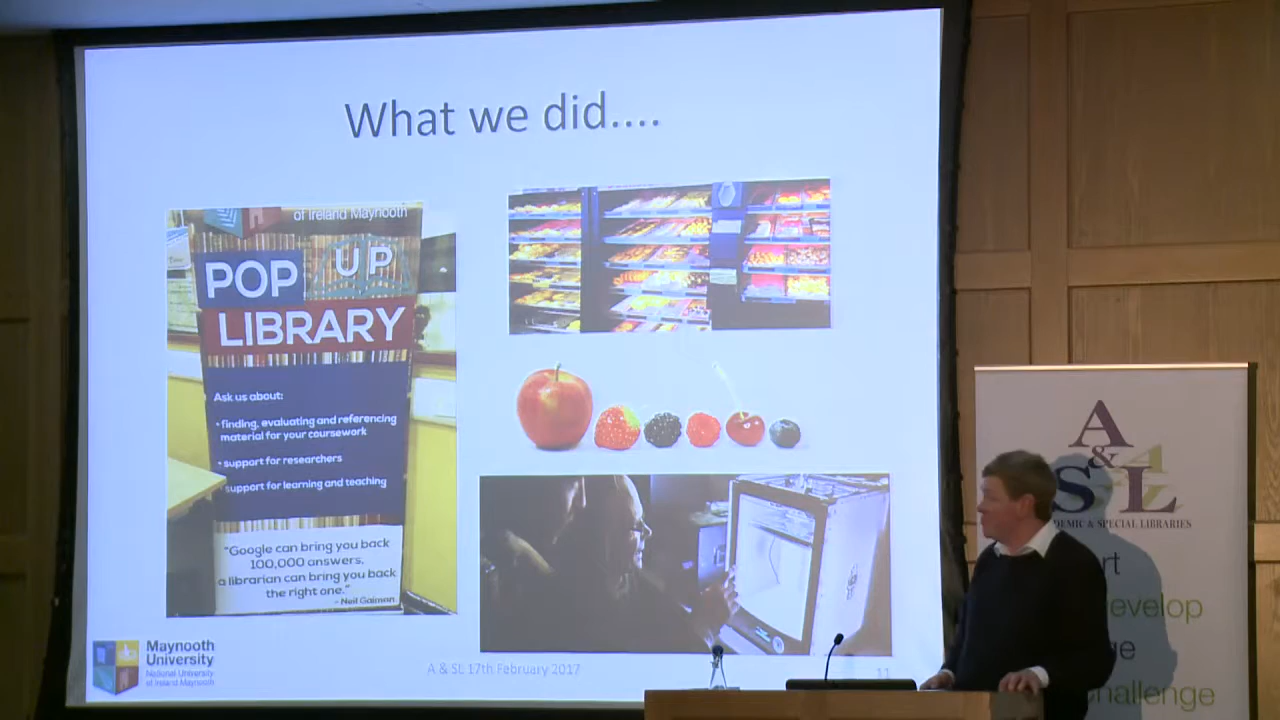 What we did....
of Ireland Maynooth
POP UP
LIBRARY
Ask us about:
• finding, evaluating and referencing
material for your coursework
• support for researchers
• support for learning and teaching
"Google can bring you back
100,000 answers,
a librarian can bring you back
the right one."
- Neil Gaiman
Maynooth
University
National University
of Ireland Maynooth
A & SL 17th February 2017
11
A
&
SL
DEMIC & SPECIAL LIBRARIES
rt
evelop
ge
hallenge